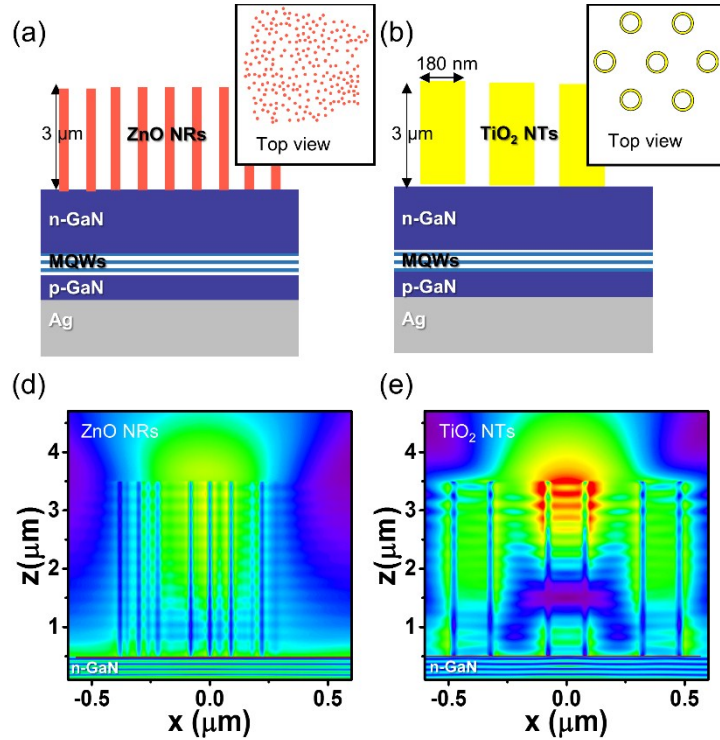 (a)
3 μm
ZnO NRs
Top view
n-GaN
MQWs
p-GaN
Ag
(b)
180 nm
3 μm
TiO₂ NTs
Top view
n-GaN
MQWs
p-GaN
Ag
(d)
ZnO NRs
z(μm)
4
3
2
1
n-GaN
-0.5 0.0 0.5
x (μm)
(e)
TiO₂ NTs
z(μm)
4
3
2
1
n-GaN
-0.5 0.0 0.5
x (μm)